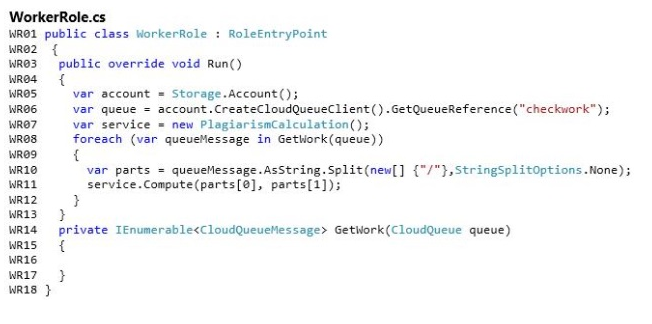 WorkerRole.cs
WR01 public class WorkerRole : RoleEntryPoint
WR02 {
WR03 public override void Run()
WR04 {
WR05 var account = Storage.Account();
WR06 var queue = account.CreateCloudQueueClient().GetQueueReference("checkwork");
WR07 var service = new PlagiarismCalculation();
WR08 foreach (var queueMessage in GetWork(queue))
WR09 {
WR10 var parts = queueMessage.AsString.Split(new[] {"/"},StringSplitOptions.None);
WR11 service.Compute(parts[0], parts[1]);
WR12 }
WR13 }
WR14 private IEnumerable<CloudQueueMessage> GetWork(CloudQueue queue)
WR15 {
WR16
WR17 }
WR18 }